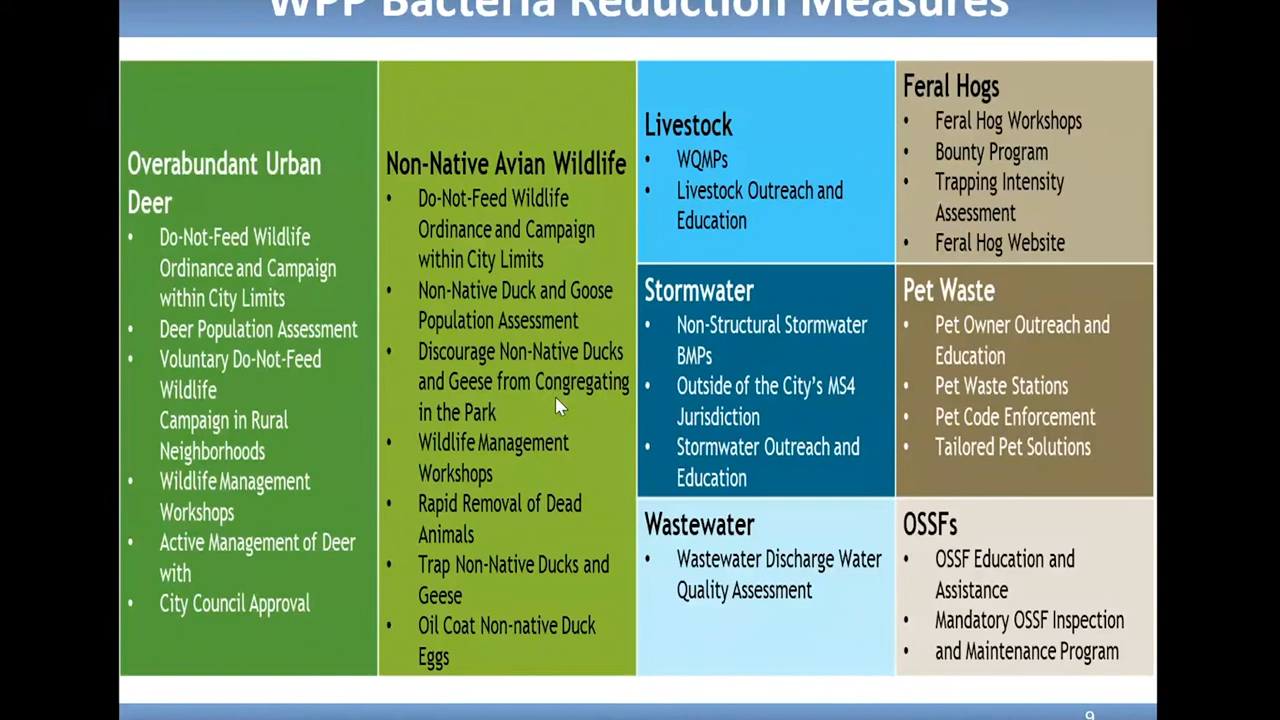 WPP Bacteria Reduction Measures
Overabundant Urban
Deer
• Do-Not-Feed Wildlife
Ordinance and Campaign
within City Limits
• Deer Population Assessment
• Voluntary Do-Not-Feed
Wildlife
Campaign in Rural
Neighborhoods
• Wildlife Management
Workshops
• Active Management of Deer
with
• City Council Approval
Non-Native Avian Wildlife
• Do-Not-Feed Wildlife
Ordinance and Campaign
within City Limits
• Non-Native Duck and Goose
Population Assessment
• Discourage Non-Native Ducks
and Geese from Congregating
in the Park
• Wildlife Management
Workshops
• Rapid Removal of Dead
Animals
• Trap Non-Native Ducks and
Geese
• Oil Coat Non-native Duck
Eggs
Livestock
• WQMPs
• Livestock Outreach and
Education
Stormwater
• Non-Structural Stormwater
BMPs
• Outside of the City's MS4
Jurisdiction
• Stormwater Outreach and
Education
Wastewater
• Wastewater Discharge Water
Quality Assessment
Feral Hogs
• Feral Hog Workshops
• Bounty Program
• Trapping Intensity
Assessment
• Feral Hog Website
Pet Waste
• Pet Owner Outreach and
Education
• Pet Waste Stations
• Pet Code Enforcement
• Tailored Pet Solutions
OSSFs
• OSSF Education and
Assistance
• Mandatory OSSF Inspection
• and Maintenance Program
9